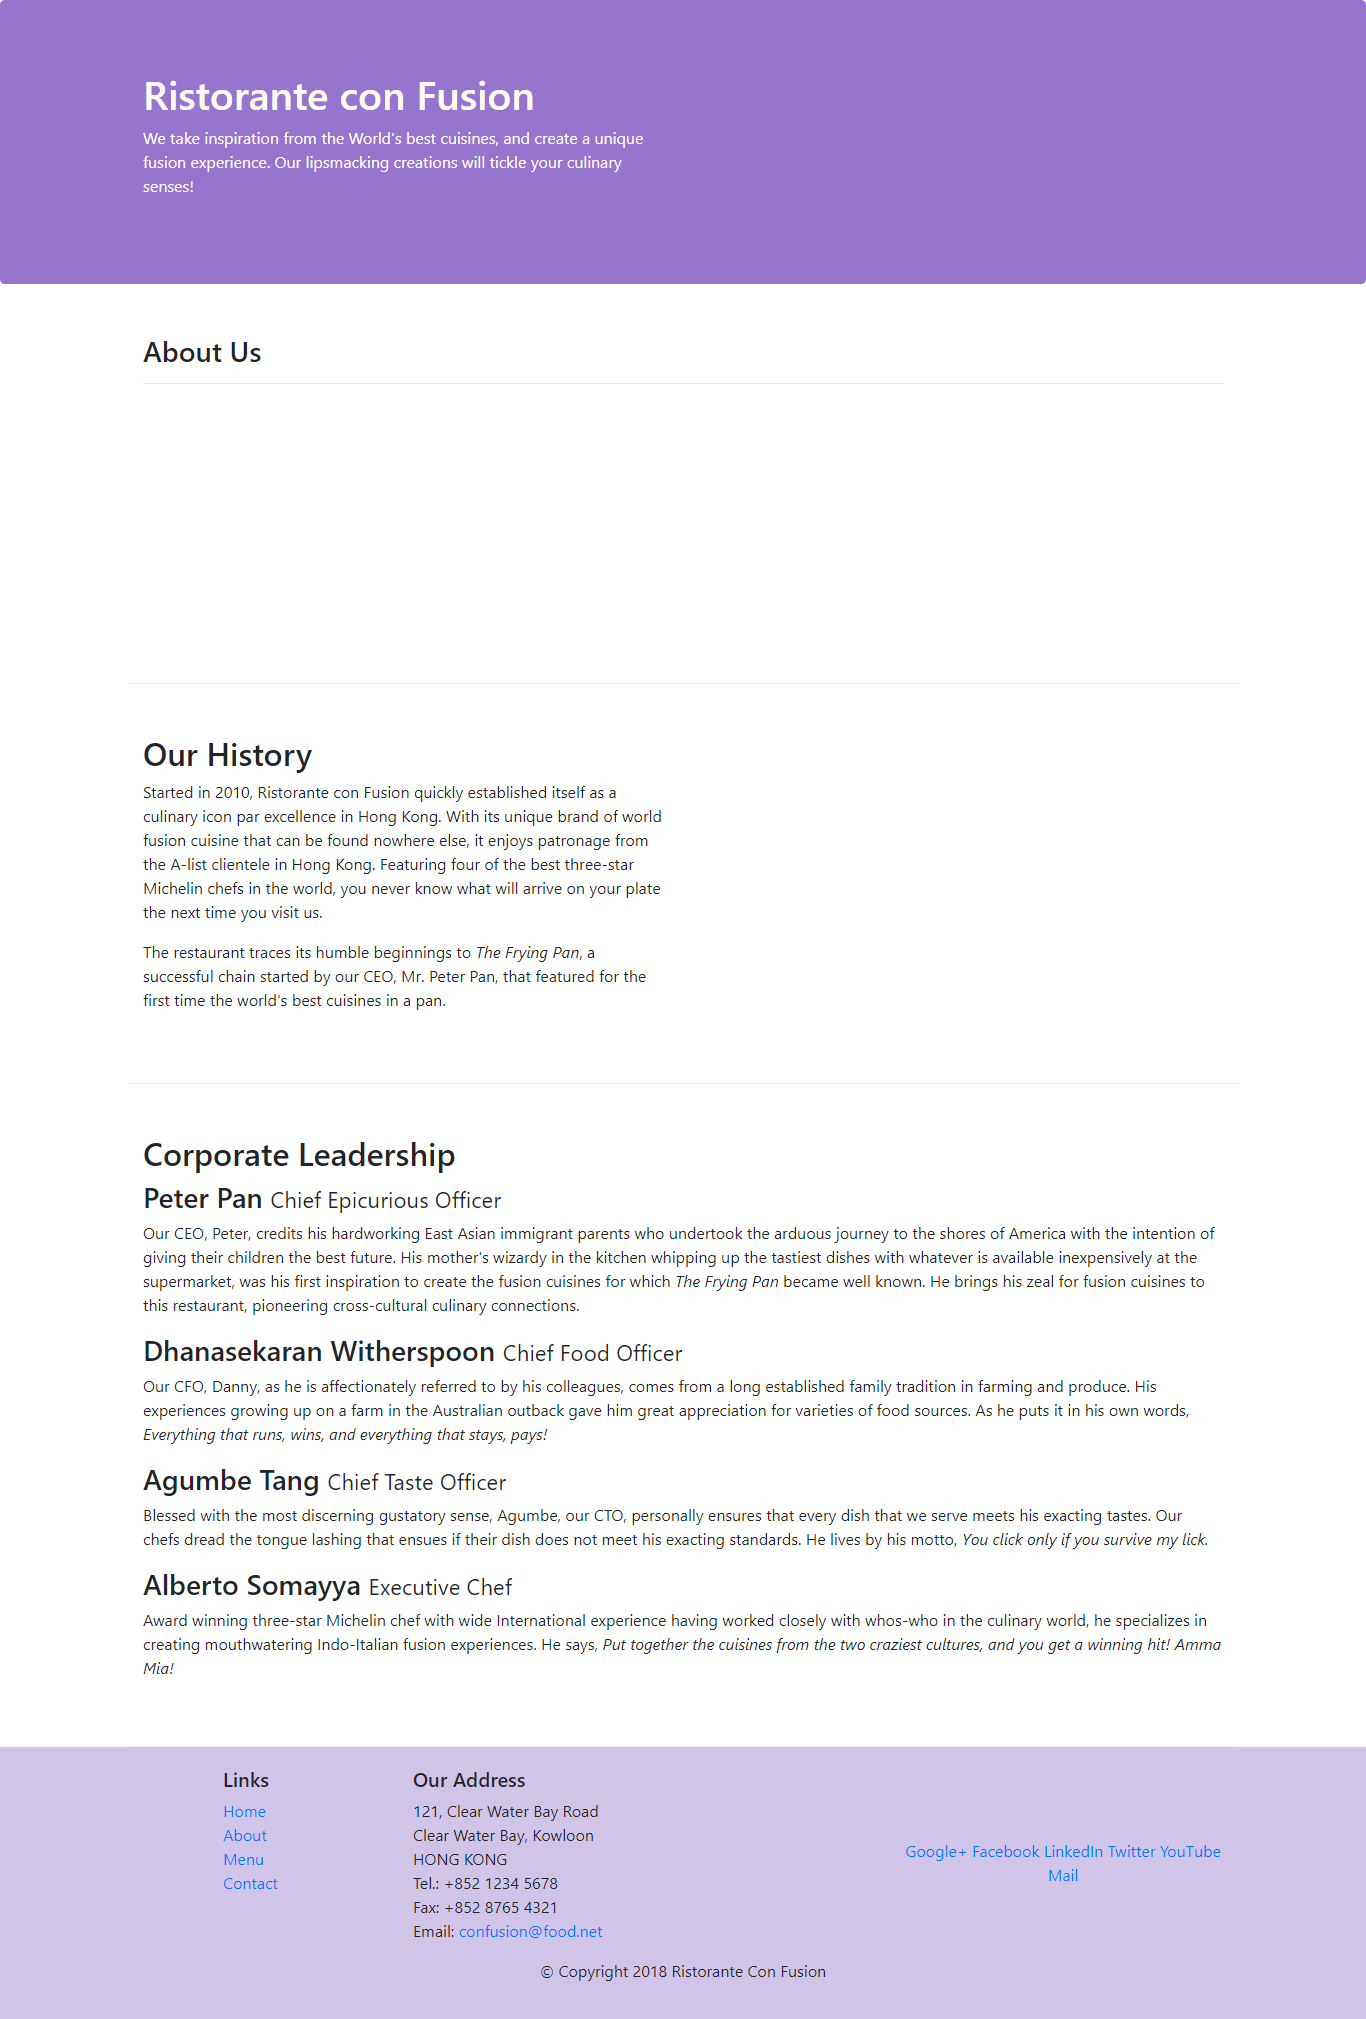 Ristorante con Fusion
We take inspiration from the World's best cuisines, and create a unique
fusion experience. Our lipsmacking creations will tickle your culinary
senses!
About Us
Our History
Started in 2010, Ristorante con Fusion quickly established itself as a
culinary icon par excellence in Hong Kong. With its unique brand of world
fusion cuisine that can be found nowhere else, it enjoys patronage from
the A-list clientele in Hong Kong. Featuring four of the best three-star
Michelin chefs in the world, you never know what will arrive on your plate
the next time you visit us.
The restaurant traces its humble beginnings to The Frying Pan, a
successful chain started by our CEO, Mr. Peter Pan, that featured for the
first time the world's best cuisines in a pan.
Corporate Leadership
Peter Pan Chief Epicurious Officer
Our CEO, Peter, credits his hardworking East Asian immigrant parents who undertook the arduous journey to the shores of America with the intention of
giving their children the best future. His mother's wizardy in the kitchen whipping up the tastiest dishes with whatever is available inexpensively at the
supermarket, was his first inspiration to create the fusion cuisines for which The Frying Pan became well known. He brings his zeal for fusion cuisines to
this restaurant, pioneering cross-cultural culinary connections.
Dhanasekaran Witherspoon Chief Food Officer
Our CFO, Danny, as he is affectionately referred to by his colleagues, comes from a long established family tradition in farming and produce. His
experiences growing up on a farm in the Australian outback gave him great appreciation for varieties of food sources. As he puts it in his own words,
Everything that runs, wins, and everything that stays, pays!
Agumbe Tang Chief Taste Officer
Blessed with the most discerning gustatory sense, Agumbe, our CTO, personally ensures that every dish that we serve meets his exacting tastes. Our
chefs dread the tongue lashing that ensues if their dish does not meet his exacting standards. He lives by his motto, You click only if you survive my lick.
Alberto Somayya Executive Chef
Award winning three-star Michelin chef with wide International experience having worked closely with whos-who in the culinary world, he specializes in
creating mouthwatering Indo-Italian fusion experiences. He says, Put together the cuisines from the two craziest cultures, and you get a winning hit! Amma
Mia!
Links
Home
About
Menu
Contact
Our Address
121, Clear Water Bay Road
Clear Water Bay, Kowloon
HONG KONG
Tel.: +852 1234 5678
Fax: +852 8765 4321
Email: confusion@food.net
Google+ Facebook LinkedIn Twitter YouTube
Mail
© Copyright 2018 Ristorante Con Fusion